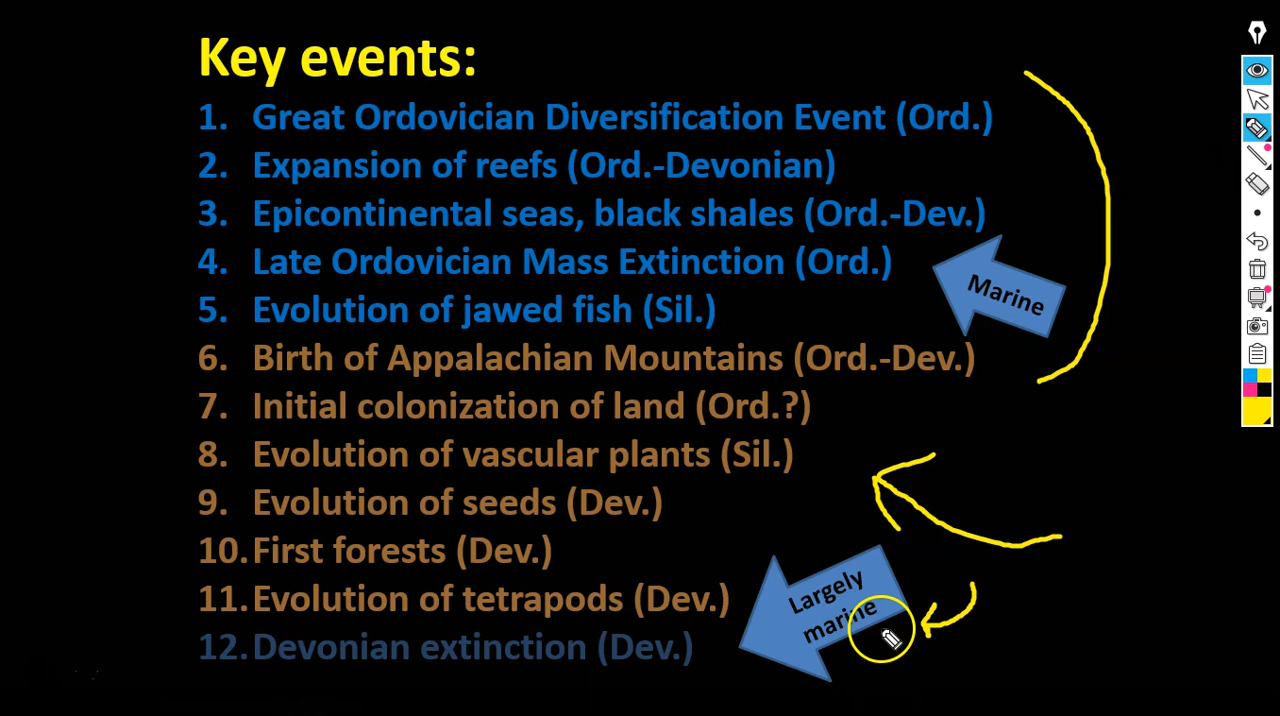 Key events:
1. Great Ordovician Diversification Event (Ord.)
2. Expansion of reefs (Ord.-Devonian)
3. Epicontinental seas, black shales (Ord.-Dev.)
4. Late Ordovician Mass Extinction (Ord.)
Marine
5. Evolution of jawed fish (Sil.)
6. Birth of Appalachian Mountains (Ord.-Dev.)
7. Initial colonization of land (Ord.?)
8. Evolution of vascular plants (Sil.)
9. Evolution of seeds (Dev.)
10. First forests (Dev.)
11. Evolution of tetrapods (Dev.)
Largely
marine
12. Devonian extinction (Dev.)